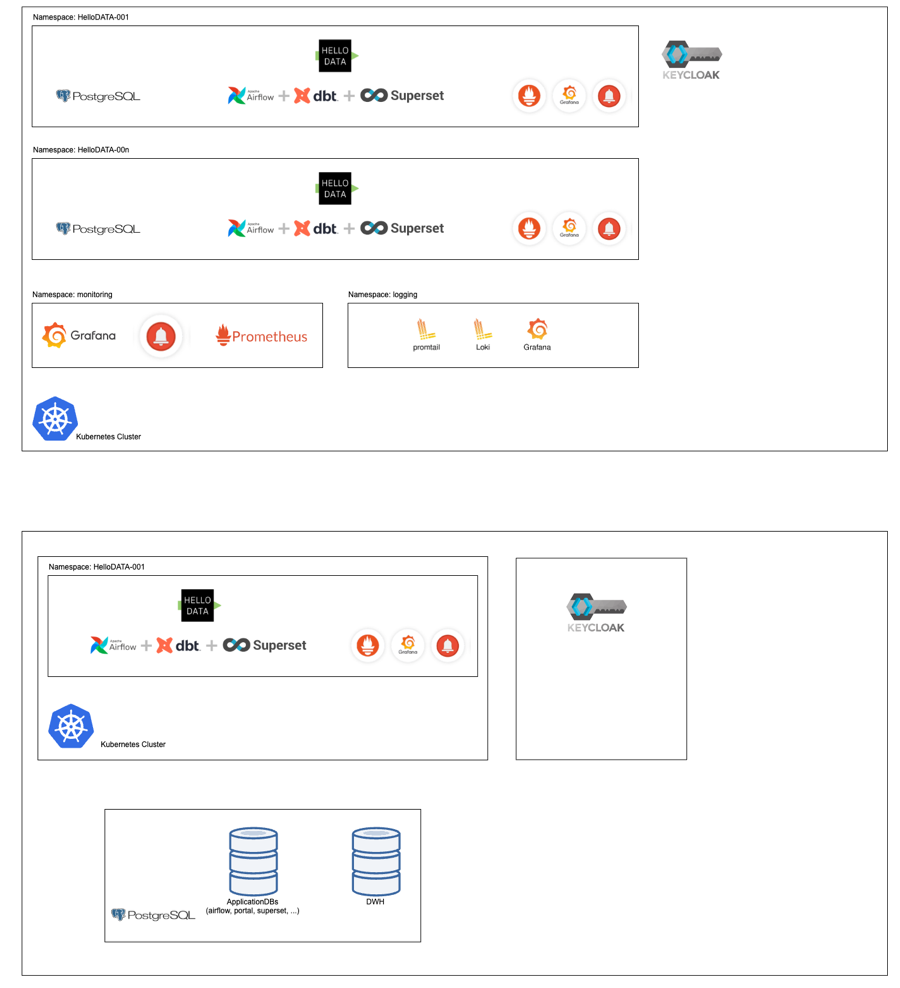 Namespace: HelloDATA-001
HELLO
DATA
KEYCLOAK
PostgreSQL
Apache
Airflow + dbt + Superset
Grafana
Namespace: HelloDATA-00n
HELLO
DATA
PostgreSQL
Apache
Airflow + dbt + Superset
Grafana
Namespace: monitoring
Namespace: logging
Grafana
Prometheus
promtail
Loki
Grafana
Kubernetes Cluster
Namespace: HelloDATA-001
HELLO
DATA
KEYCLOAK
Apache
Airflow + dbt + Superset
Grafana
Kubernetes Cluster
ApplicationDBs
(airflow, portal, superset, ...)
DWH
PostgreSQL